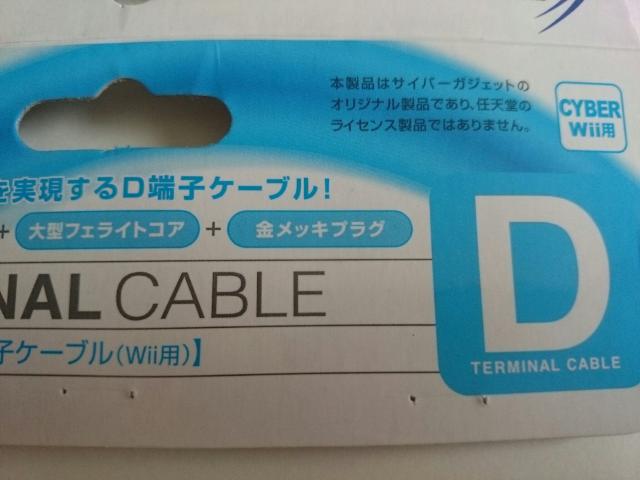 本製品はサイバーガジェットの
オリジナル製品であり、任天堂の
ライセンス製品ではありません。
CYBER
Wii用
を実現するD端子ケーブル!
+ 大型フェライトコア + 金メッキプラグ
NAL CABLE
子ケーブル(Wii用)】
D
TERMINAL CABLE